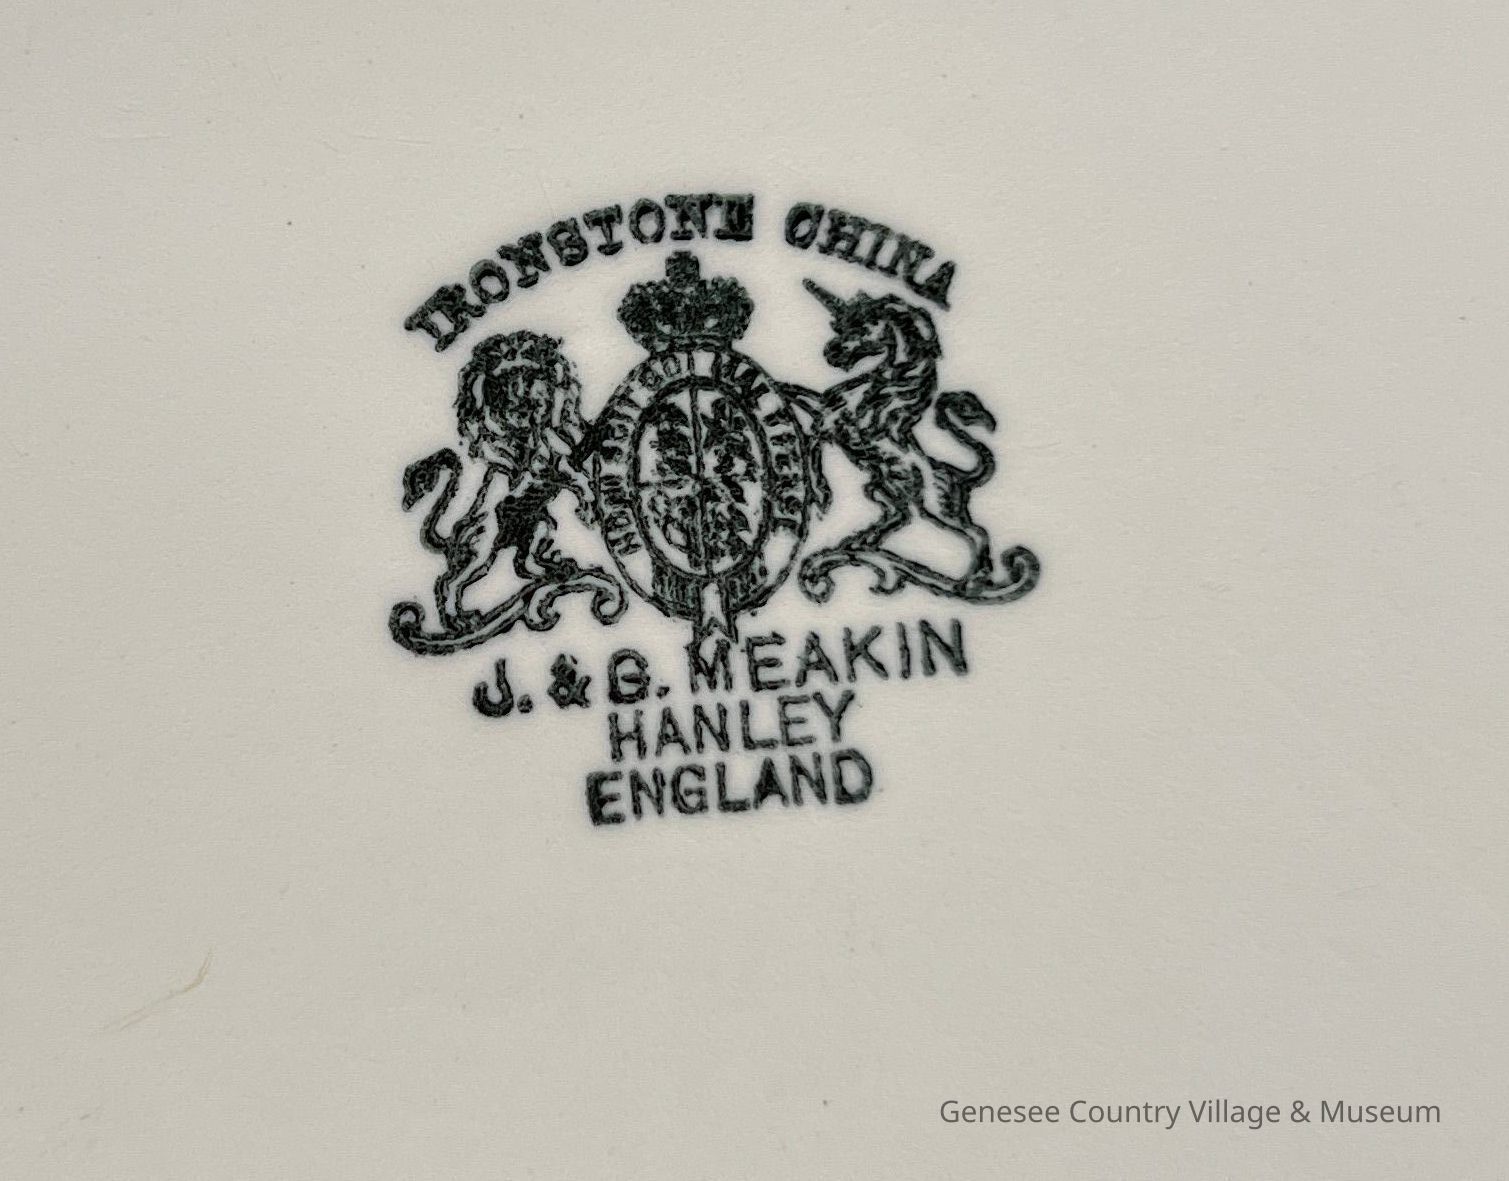 IRONSTONE CHINA
HONI SOIT QUI MAL Y PENSE
J. & G. MEAKIN
HANLEY
ENGLAND
Genesee Country Village & Museum